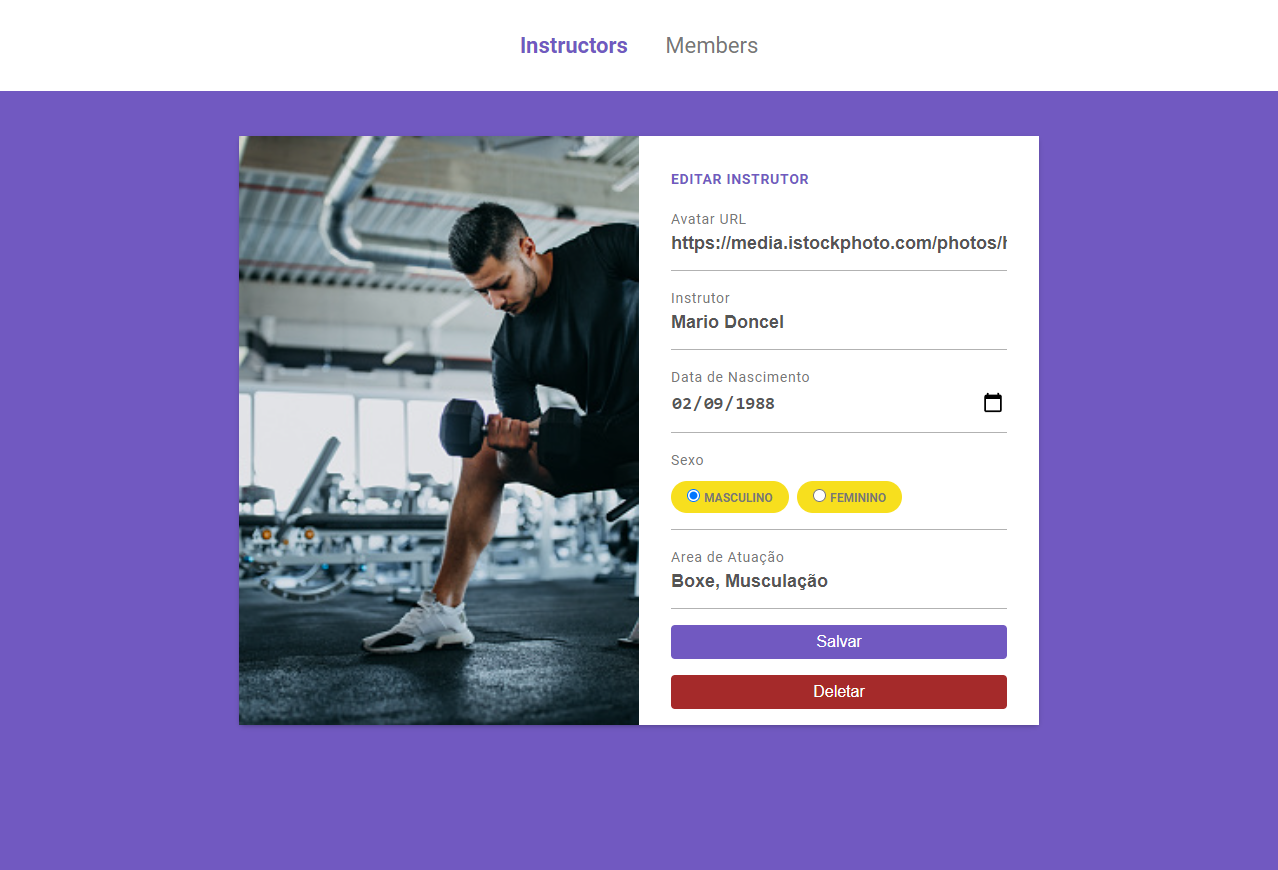 Instructors Members
EDITAR INSTRUTOR
Avatar URL
https://media.istockphoto.com/photos/h
Instrutor
Mario Doncel
Data de Nascimento
02/09/1988
Sexo
MASCULINO FEMININO
Area de Atuação
Boxe, Musculação
Salvar
Deletar